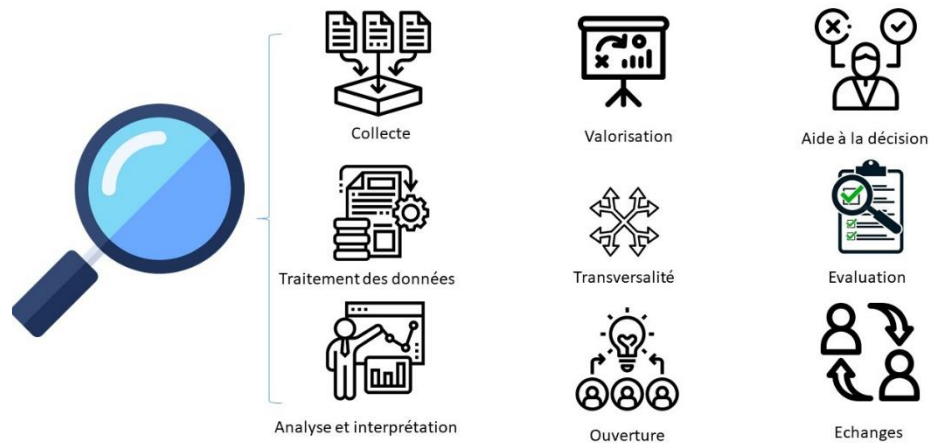 Collecte
Valorisation
Aide à la décision
Traitement des données
Transversalité
Evaluation
Analyse et interprétation
Ouverture
Echanges